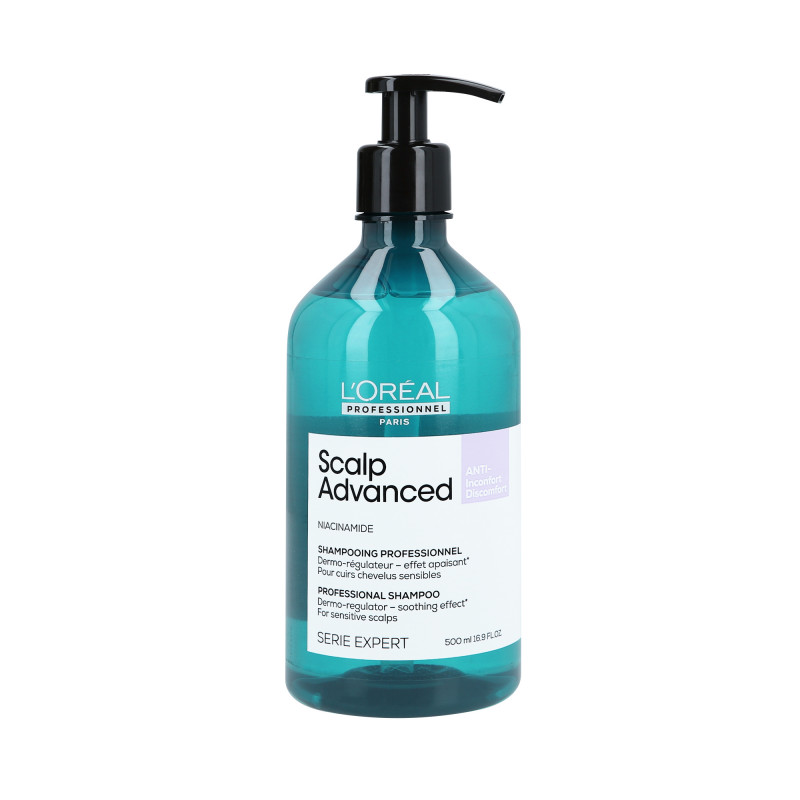 L'ORÉAL
PROFESSIONNEL
PARIS
Scalp
Advanced
ANTI-
Inconfort
Discomfort
NIACINAMIDE
SHAMPOOING PROFESSIONNEL
Dermo-régulateur – effet apaisant*
Pour cuirs chevelus sensibles
PROFESSIONAL SHAMPOO
Dermo-regulator – soothing effect*
For sensitive scalps
SERIE EXPERT
500 ml 16.9 FL.OZ.